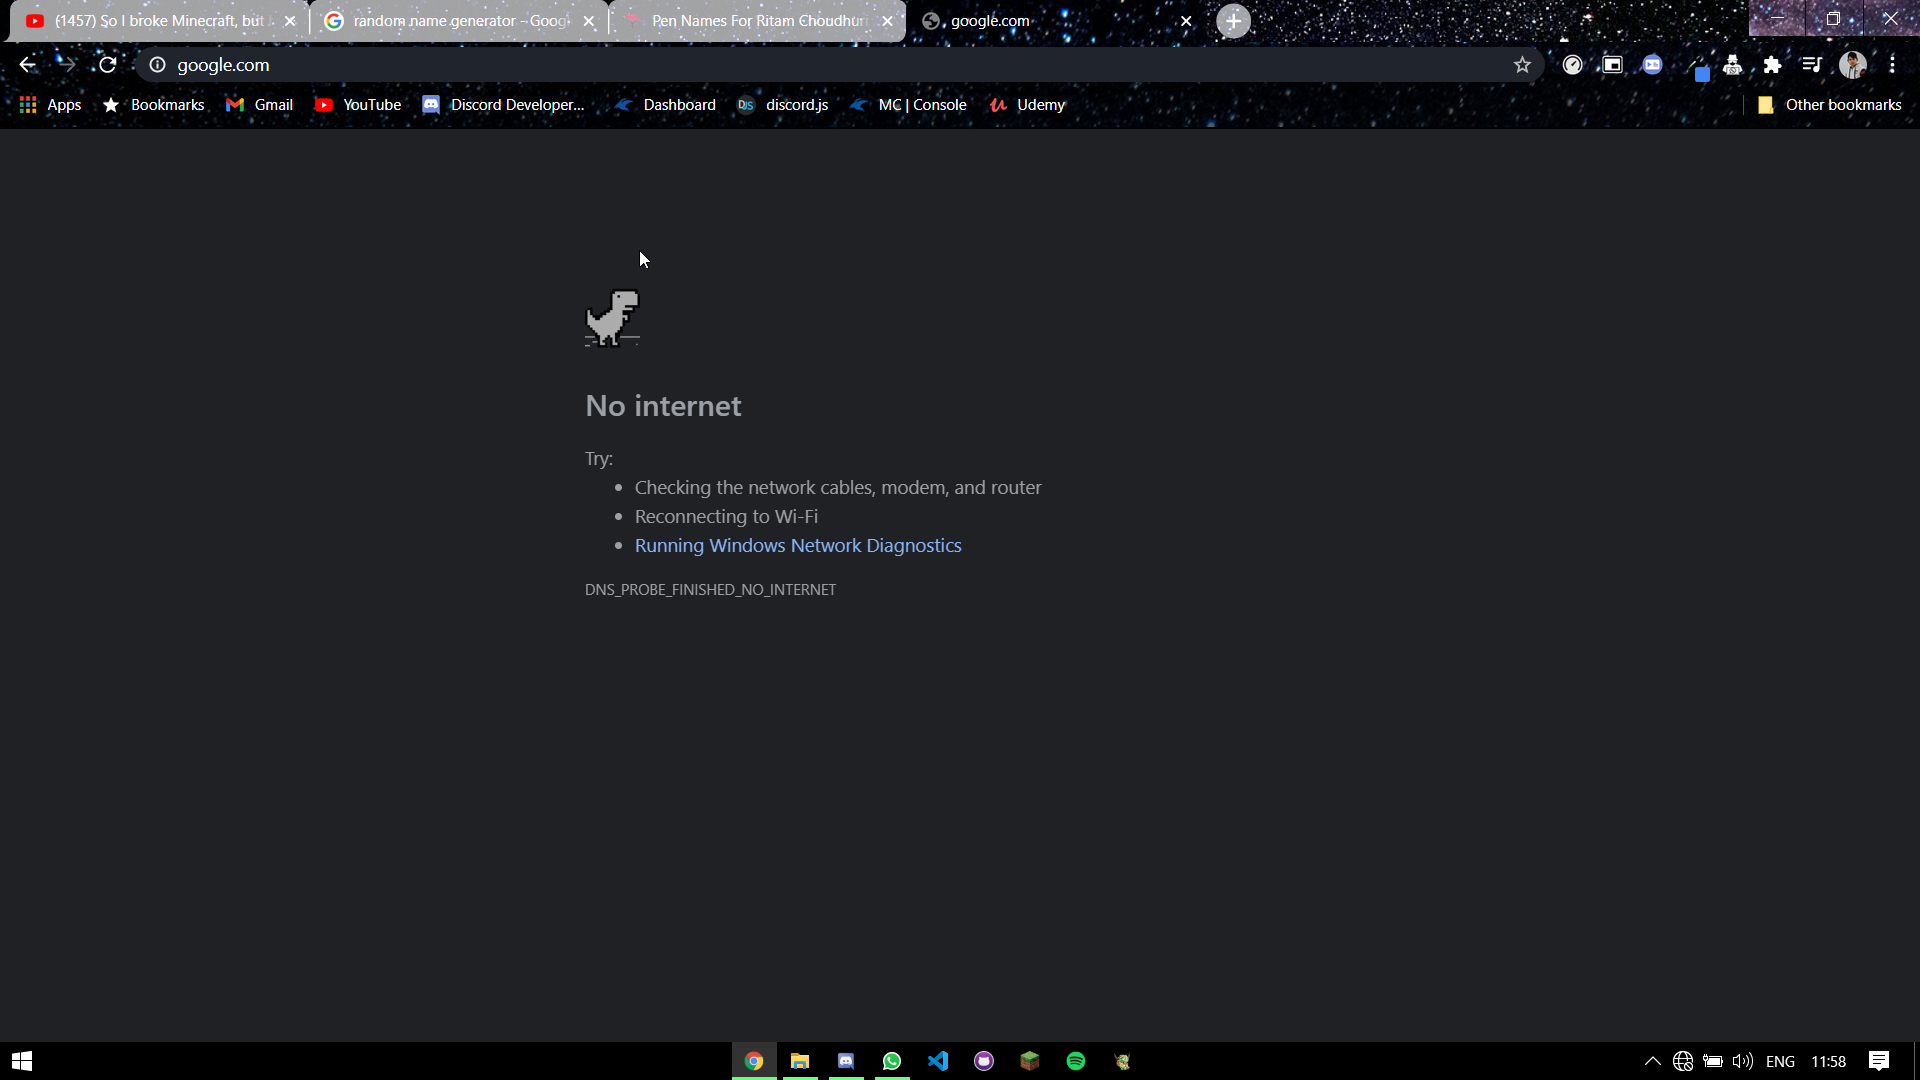 (1457) So I broke Minecraft, but
random name generator - Goog
Pen Names For Ritam Choudhuri
google.com
google.com
Apps
Bookmarks
Gmail
YouTube
Discord Developer...
Dashboard
DJS
discord.js
MC | Console
Udemy
Other bookmarks
No internet
Try:
Checking the network cables, modem, and router
Reconnecting to Wi-Fi
Running Windows Network Diagnostics
DNS_PROBE_FINISHED_NO_INTERNET
ENG
11:58